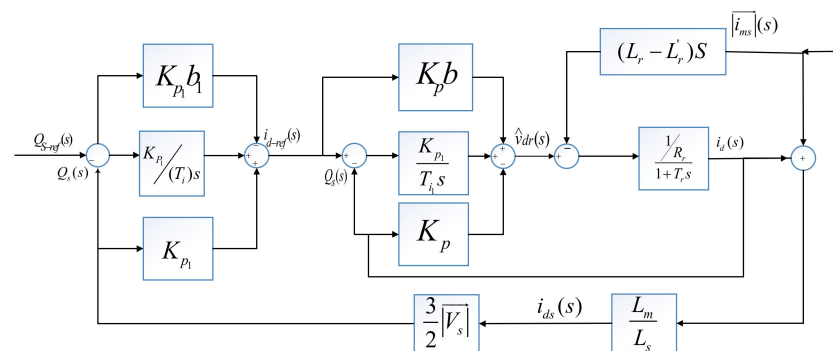 |i_ms|(s)
(L_r − L'_r)S
K_p1 b_1
K_p b
Q_S-ref(s)
−
K_P1/(T_i)s
+
−
+
i_d-ref(s)
+
−
K_p1/T_i1 s
+
+
−
v̂dr(s)
−
(1/R_r)/(1+T_r s)
i_d(s)
+
Q_s(s)
Q_s(s)
K_p1
K_p
3/2 |V_s|
i_ds(s)
L_m/L_s